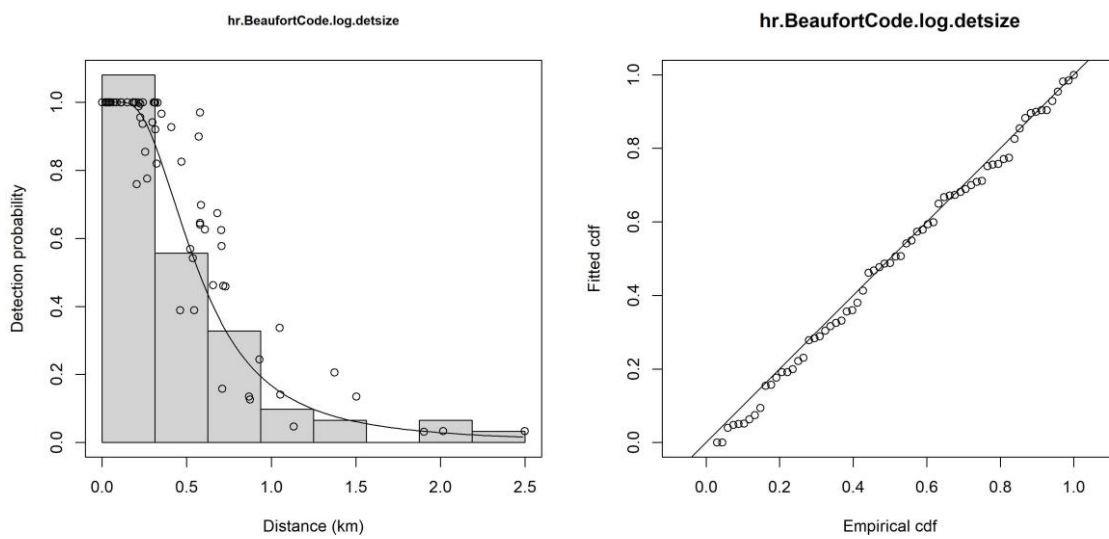 hr.BeaufortCode.log.detsize
Detection probability
1.0
0.8
0.6
0.4
0.2
0.0
0.0 0.5 1.0 1.5 2.0 2.5
Distance (km)
hr.BeaufortCode.log.detsize
Fitted cdf
1.0
0.8
0.6
0.4
0.2
0.0
0.0 0.2 0.4 0.6 0.8 1.0
Empirical cdf